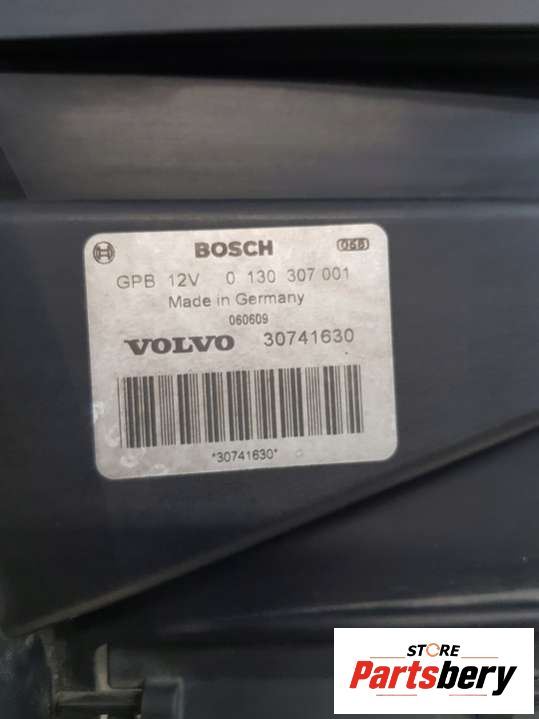 BOSCH
GPB 12V 0 130 307 001
Made in Germany
060609
VOLVO 30741630
*30741630*
STORE
Partsbery